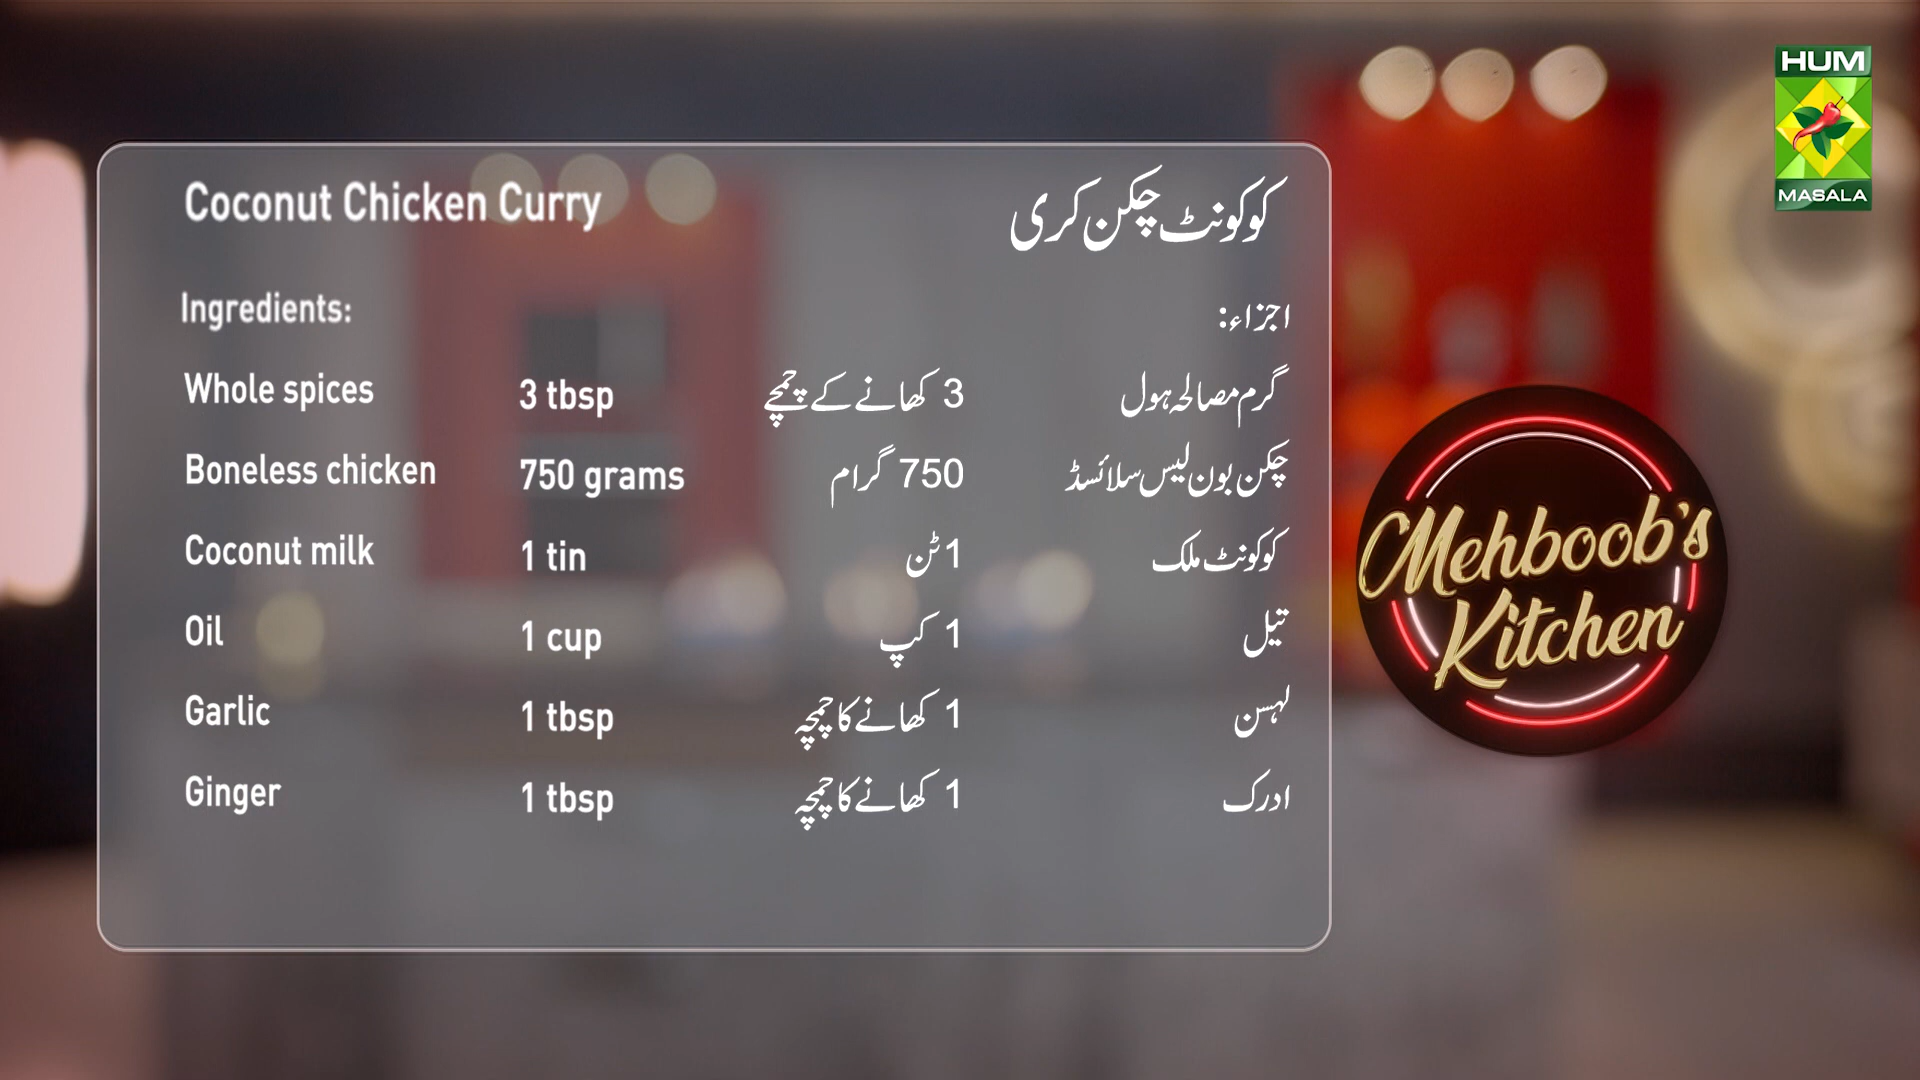 Coconut Chicken Curry کوکونٹ چکن کری
Ingredients: اجزاء:
Whole spices 3 tbsp 3 کھانے کے چمچے گرم مصالحہ ہول
Boneless chicken 750 grams 750 گرام چکن بون لیس سلائسڈ
Coconut milk 1 tin 1 ٹن کوکونٹ ملک
Oil 1 cup 1 کپ تیل
Garlic 1 tbsp 1 کھانے کا چمچہ لہسن
Ginger 1 tbsp 1 کھانے کا چمچہ ادرک
HUM
MASALA
Mehboob's
Kitchen